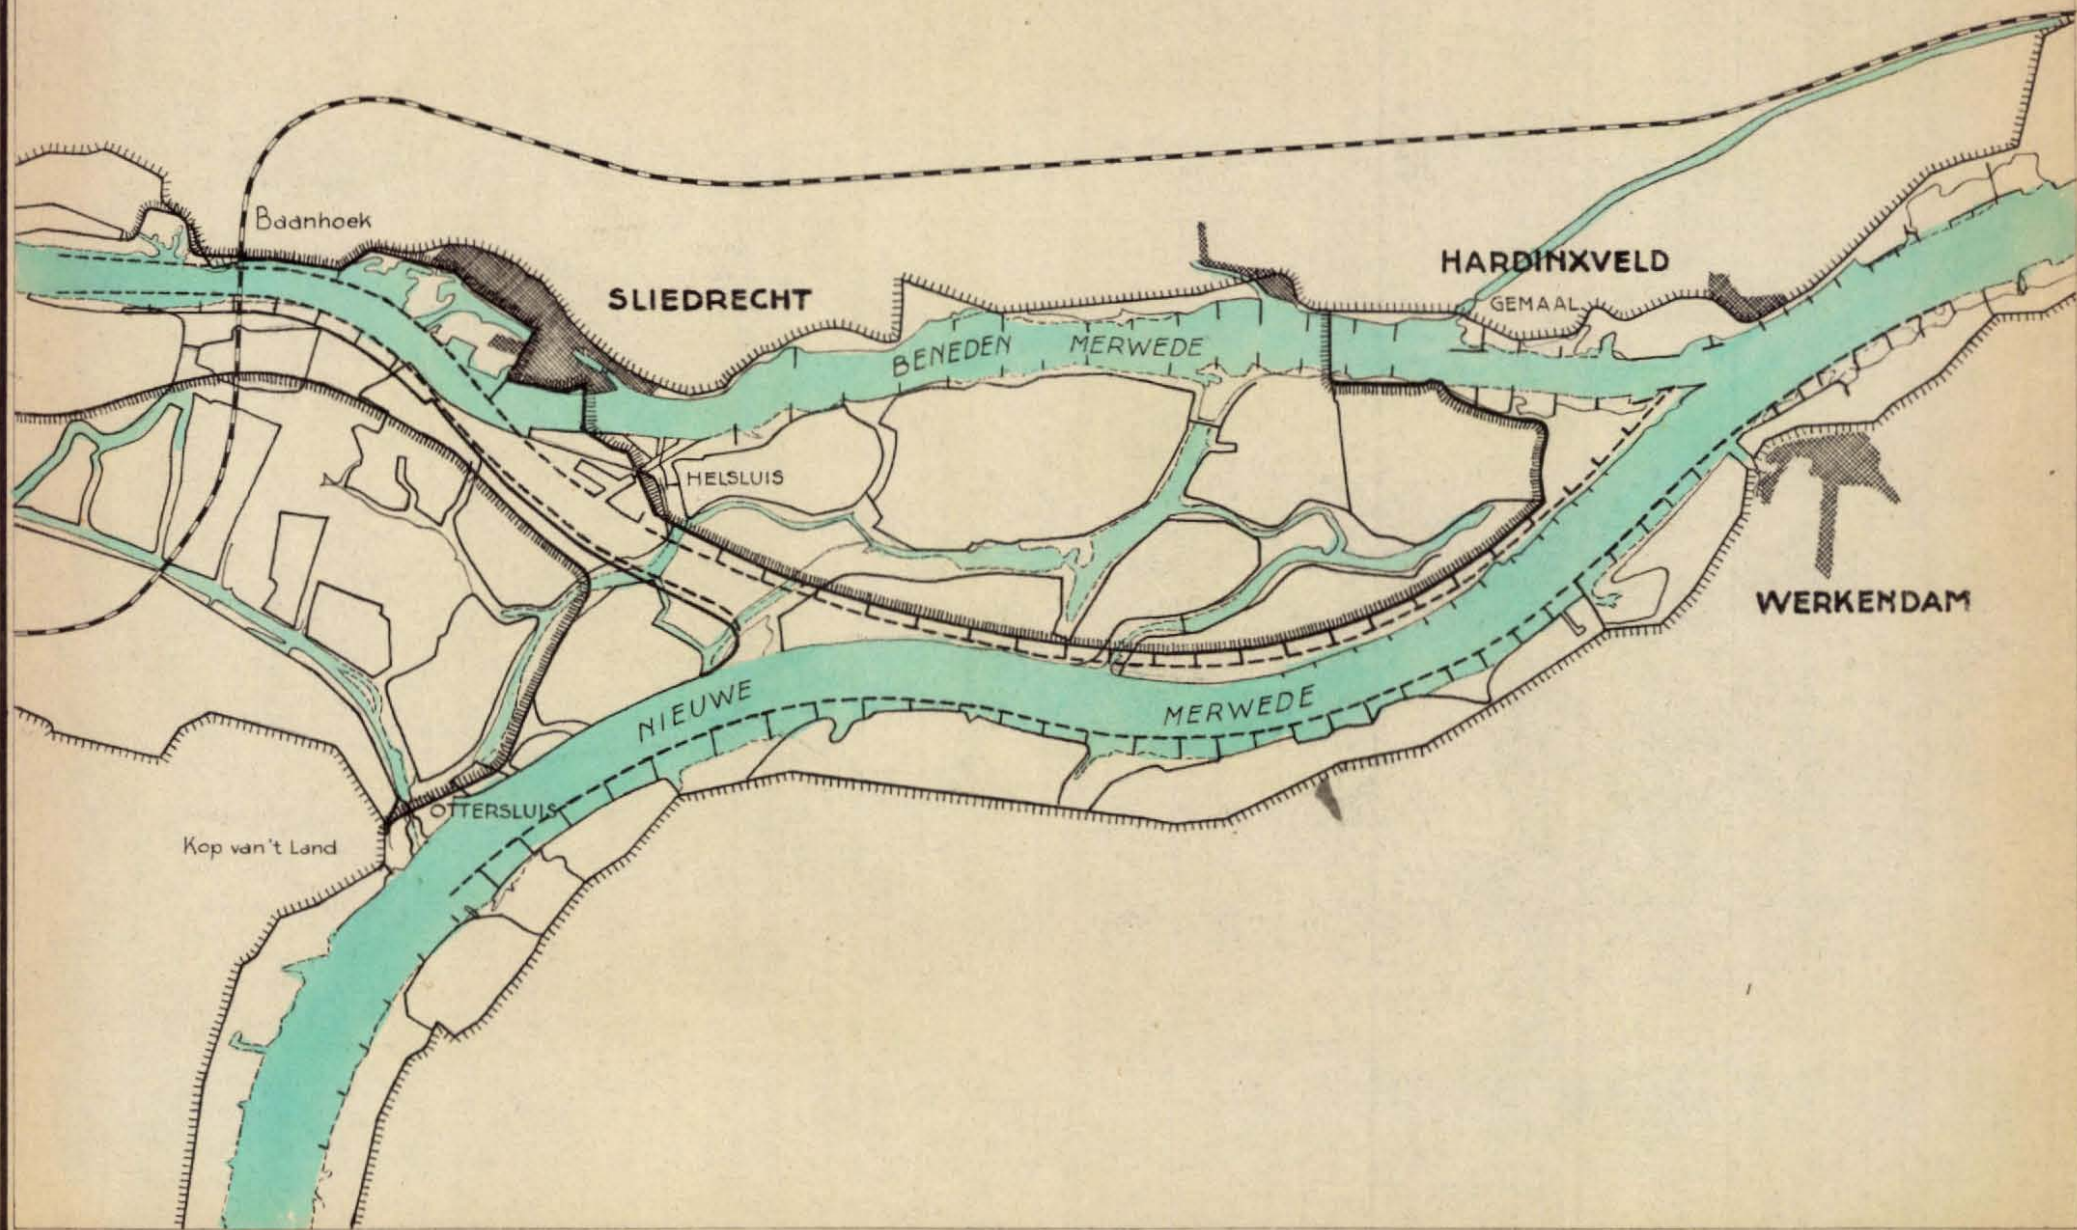 Baanhoek
SLIEDRECHT
HARDINXVELD
GEMAAL
BENEDEN MERWEDE
HELSLUIS
WERKENDAM
NIEUWE MERWEDE
OTTERSLUIS
Kop van't Land